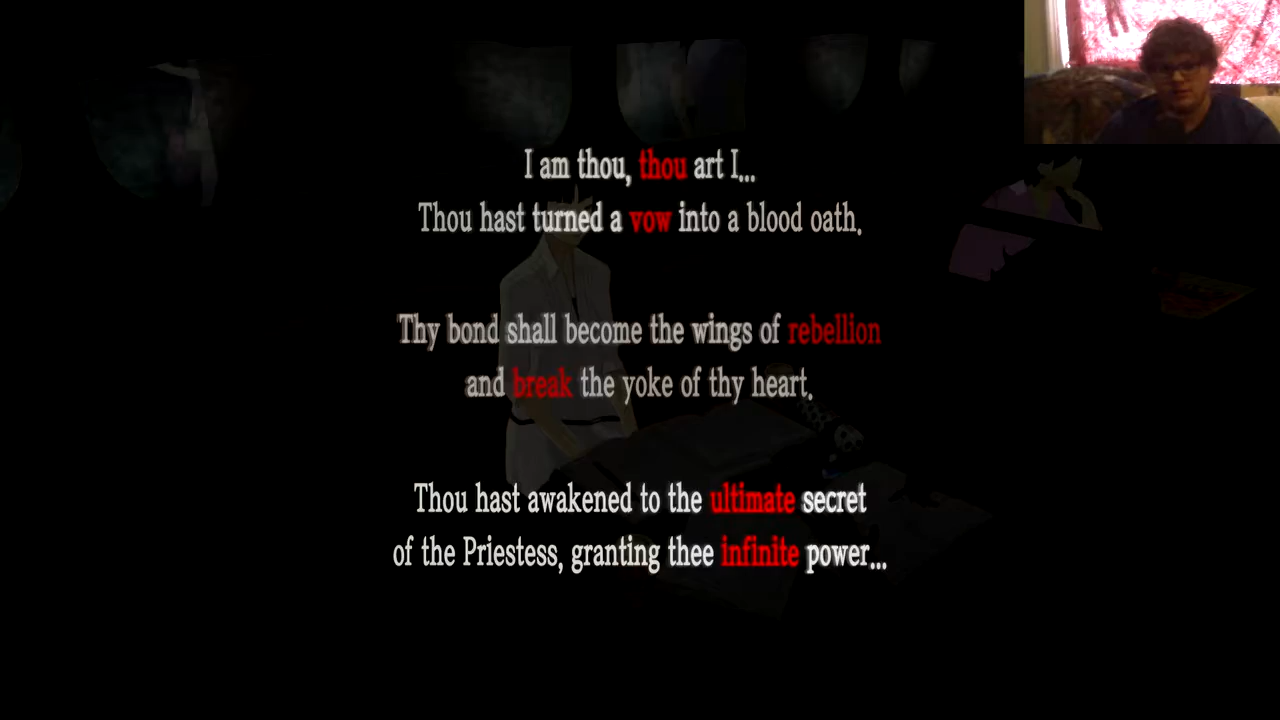 I am thou, thou art I...
Thou hast turned a vow into a blood oath.
Thy bond shall become the wings of rebellion
and break the yoke of thy heart.
Thou hast awakened to the ultimate secret
of the Priestess, granting thee infinite power...